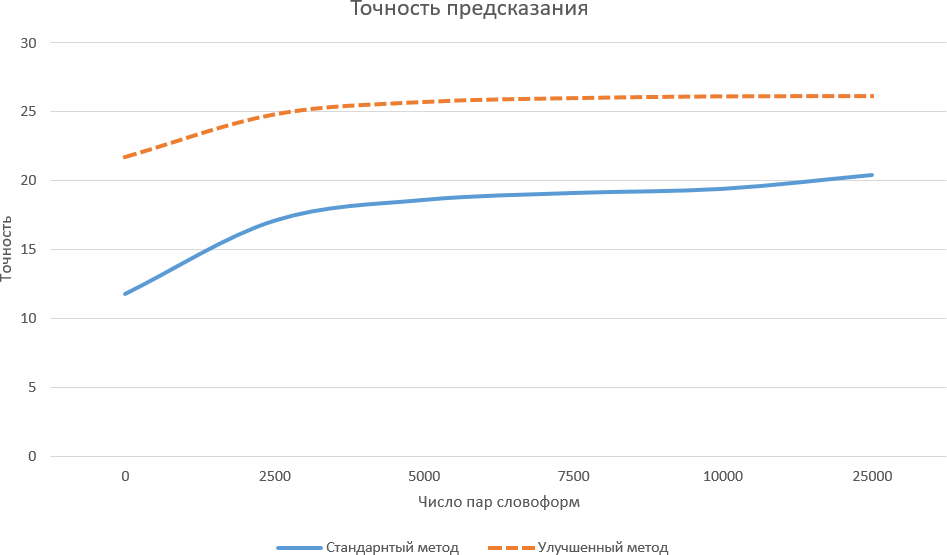 Точность предсказания
30
25
20
15
10
5
0
Точность
0 2500 5000 7500 10000 25000
Число пар словоформ
Стандарнтый метод Улучшенный метод